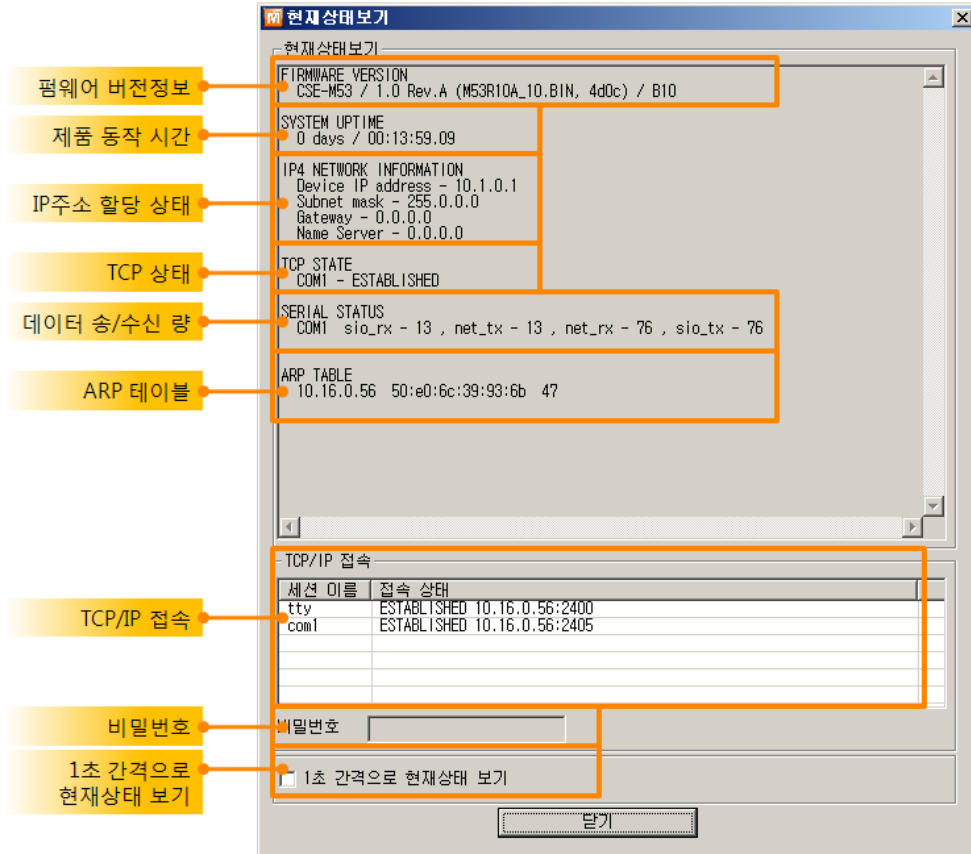 현재상태보기
현재상태보기
펌웨어 버전정보
FIRMWARE VERSION
CSE-M53 / 1.0 Rev.A (M53R10A_10.BIN, 4d0c) / B10
제품 동작 시간
SYSTEM UPTIME
0 days / 00:13:59.09
IP주소 할당 상태
IP4 NETWORK INFORMATION
Device IP address - 10.1.0.1
Subnet mask - 255.0.0.0
Gateway - 0.0.0.0
Name Server - 0.0.0.0
TCP 상태
TCP STATE
COM1 - ESTABLISHED
데이터 송/수신 량
SERIAL STATUS
COM1 sio_rx - 13 , net_tx - 13 , net_rx - 76 , sio_tx - 76
ARP 테이블
ARP TABLE
10.16.0.56 50:e0:6c:39:93:6b 47
TCP/IP 접속
TCP/IP 접속
세션 이름 접속 상태
tty ESTABLISHED 10.16.0.56:2400
com1 ESTABLISHED 10.16.0.56:2405
비밀번호
비밀번호
1초 간격으로
현재상태 보기
1초 간격으로 현재상태 보기
닫기